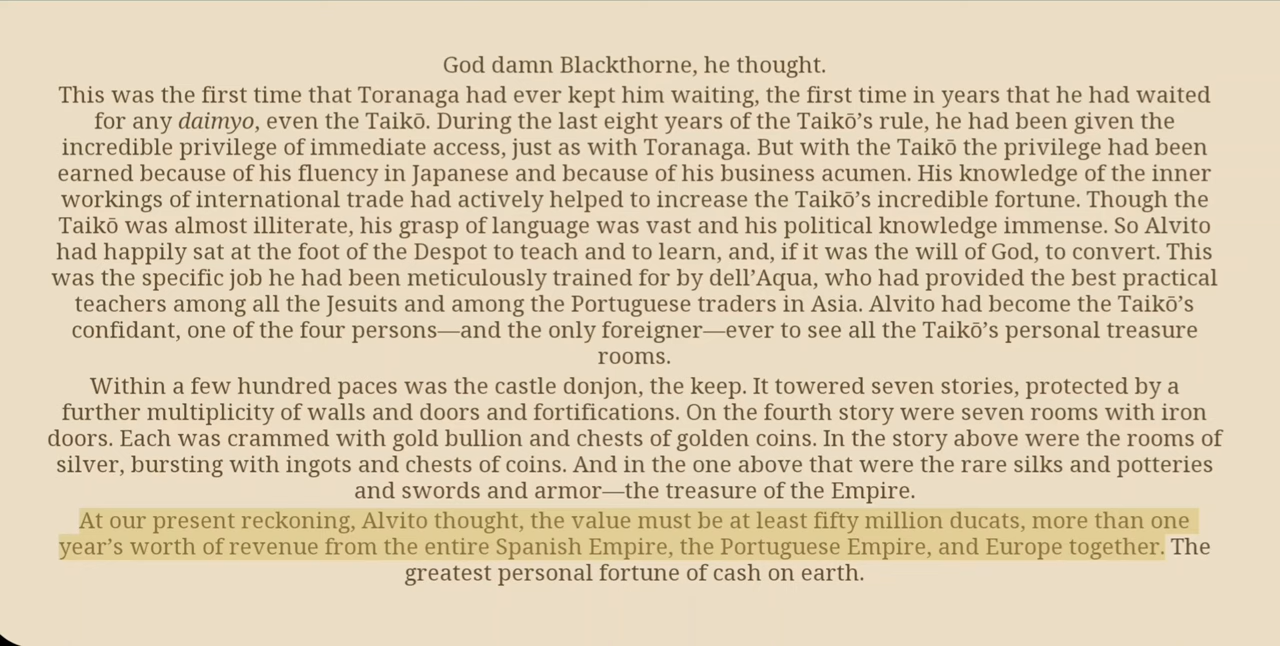 God damn Blackthorne, he thought.
This was the first time that Toranaga had ever kept him waiting, the first time in years that he had waited
for any daimyo, even the Taikō. During the last eight years of the Taikō’s rule, he had been given the
incredible privilege of immediate access, just as with Toranaga. But with the Taikō the privilege had been
earned because of his fluency in Japanese and because of his business acumen. His knowledge of the inner
workings of international trade had actively helped to increase the Taikō’s incredible fortune. Though the
Taikō was almost illiterate, his grasp of language was vast and his political knowledge immense. So Alvito
had happily sat at the foot of the Despot to teach and to learn, and, if it was the will of God, to convert. This
was the specific job he had been meticulously trained for by dell’Aqua, who had provided the best practical
teachers among all the Jesuits and among the Portuguese traders in Asia. Alvito had become the Taikō’s
confidant, one of the four persons—and the only foreigner—ever to see all the Taikō’s personal treasure
rooms.
Within a few hundred paces was the castle donjon, the keep. It towered seven stories, protected by a
further multiplicity of walls and doors and fortifications. On the fourth story were seven rooms with iron
doors. Each was crammed with gold bullion and chests of golden coins. In the story above were the rooms of
silver, bursting with ingots and chests of coins. And in the one above that were the rare silks and potteries
and swords and armor—the treasure of the Empire.
At our present reckoning, Alvito thought, the value must be at least fifty million ducats, more than one
year’s worth of revenue from the entire Spanish Empire, the Portuguese Empire, and Europe together. The
greatest personal fortune of cash on earth.